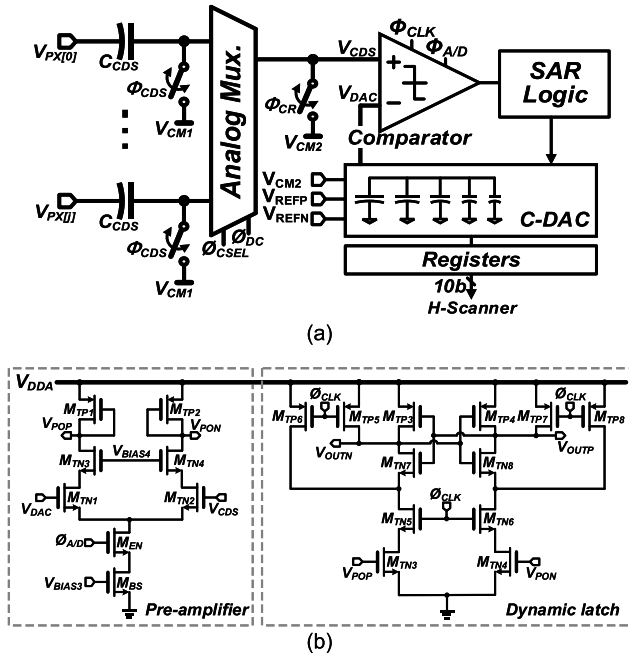 V_PX[0]
C_CDS
Φ_CDS
V_CM1
V_PX[j]
C_CDS
Φ_CDS
V_CM1
Analog Mux.
Ø_CSEL
Ø_DC
Φ_CR
V_CM2
V_CDS
V_DAC
Φ_CLK
Φ_A/D
Comparator
SAR
Logic
V_CM2
V_REFP
V_REFN
C-DAC
Registers
10b
H-Scanner
(a)
V_DDA
M_TP1
M_TP2
V_POP
V_PON
V_BIAS4
M_TN3
M_TN4
M_TN1
M_TN2
V_DAC
V_CDS
Ø_A/D
M_EN
V_BIAS3
M_BS
Pre-amplifier
Ø_CLK
Ø_CLK
M_TP6
M_TP5
M_TP3
M_TP4
M_TP7
M_TP8
V_OUTN
V_OUTP
M_TN7
M_TN8
Ø_CLK
M_TN5
M_TN6
V_POP
M_TN3
M_TN4
V_PON
Dynamic latch
(b)